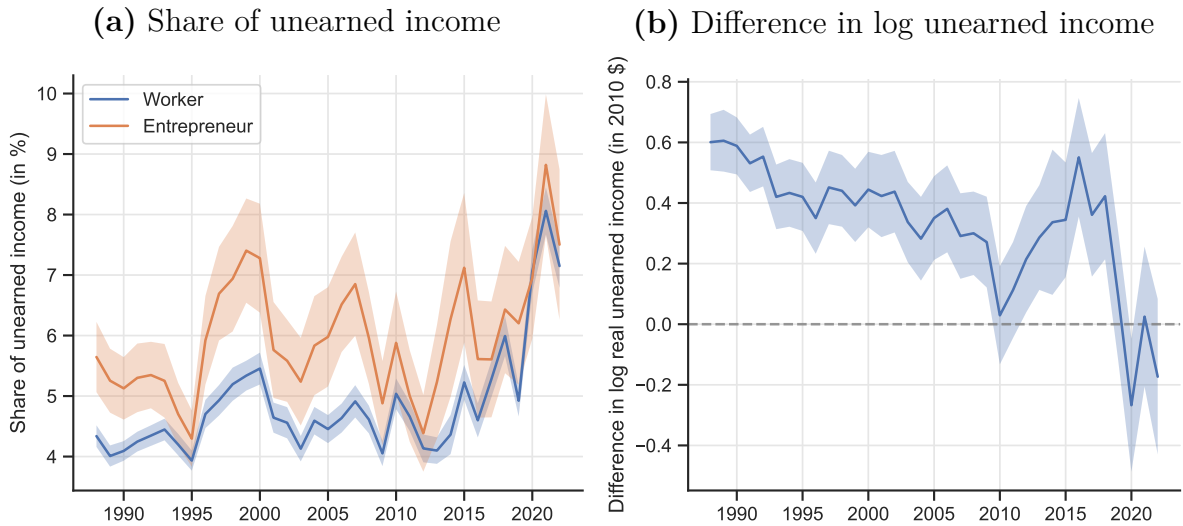 (a) Share of unearned income
Share of unearned income (in %)
10
9
8
7
6
5
4
Worker
Entrepreneur
1990 1995 2000 2005 2010 2015 2020
(b) Difference in log unearned income
Difference in log real unearned income (in 2010 $)
0.8
0.6
0.4
0.2
0.0
−0.2
−0.4
1990 1995 2000 2005 2010 2015 2020